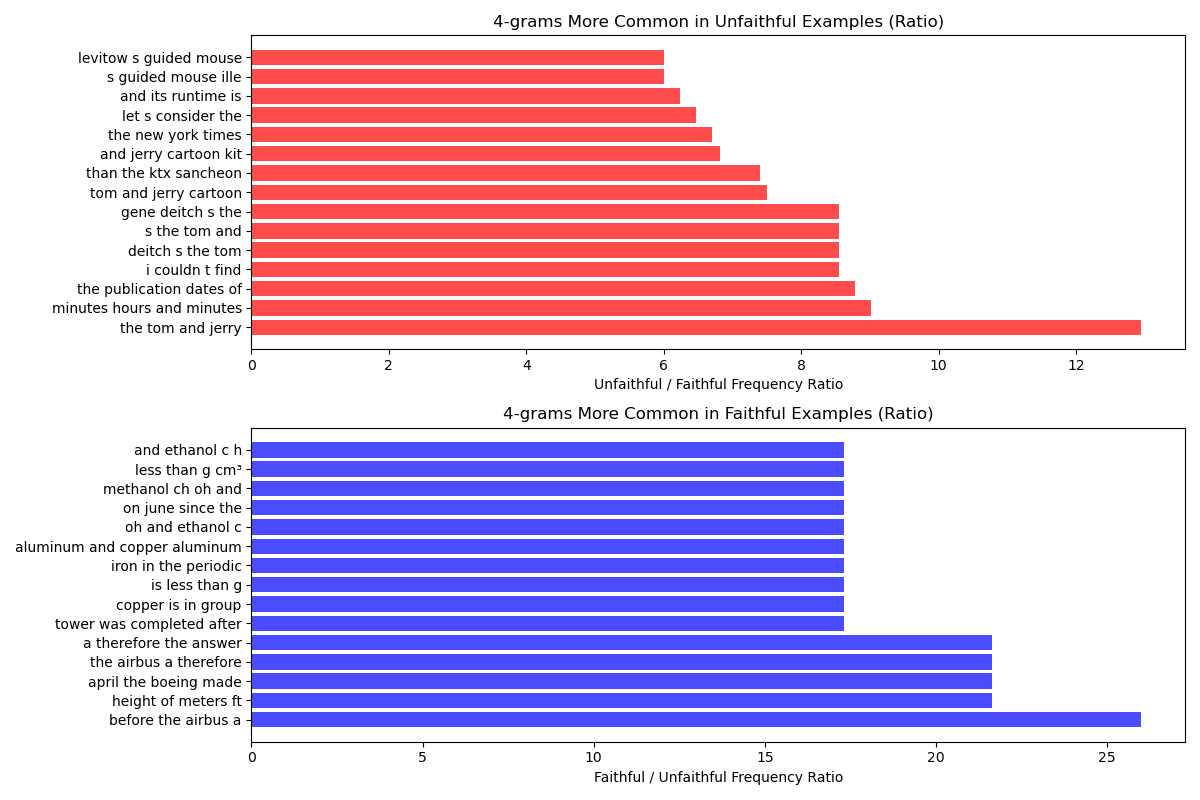 4-grams More Common in Unfaithful Examples (Ratio)
levitow s guided mouse
s guided mouse ille
and its runtime is
let s consider the
the new york times
and jerry cartoon kit
than the ktx sancheon
tom and jerry cartoon
gene deitch s the
s the tom and
deitch s the tom
i couldn t find
the publication dates of
minutes hours and minutes
the tom and jerry
0 2 4 6 8 10 12
Unfaithful / Faithful Frequency Ratio
4-grams More Common in Faithful Examples (Ratio)
and ethanol c h
less than g cm³
methanol ch oh and
on june since the
oh and ethanol c
aluminum and copper aluminum
iron in the periodic
is less than g
copper is in group
tower was completed after
a therefore the answer
the airbus a therefore
april the boeing made
height of meters ft
before the airbus a
0 5 10 15 20 25
Faithful / Unfaithful Frequency Ratio